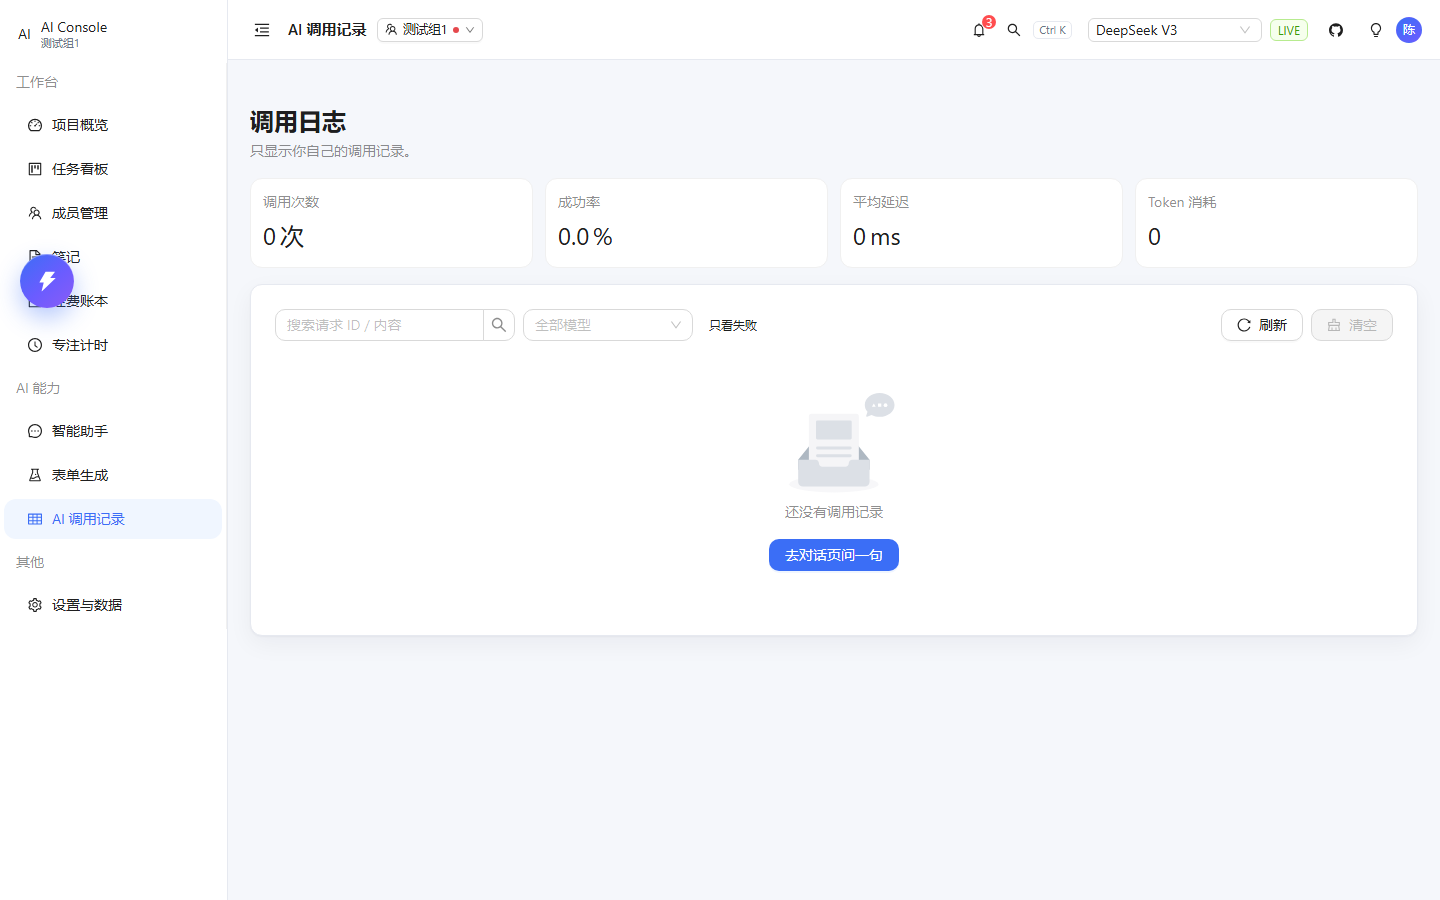 AI
AI Console
测试组1
工作台
项目概览
任务看板
成员管理
笔记
费账本
专注计时
AI 能力
智能助手
表单生成
AI 调用记录
其他
设置与数据
AI 调用记录
测试组1
3
Ctrl K
DeepSeek V3
LIVE
陈
调用日志
只显示你自己的调用记录。
调用次数
0 次
成功率
0.0 %
平均延迟
0 ms
Token 消耗
0
搜索请求 ID / 内容
全部模型
只看失败
刷新
清空
还没有调用记录
去对话页问一句